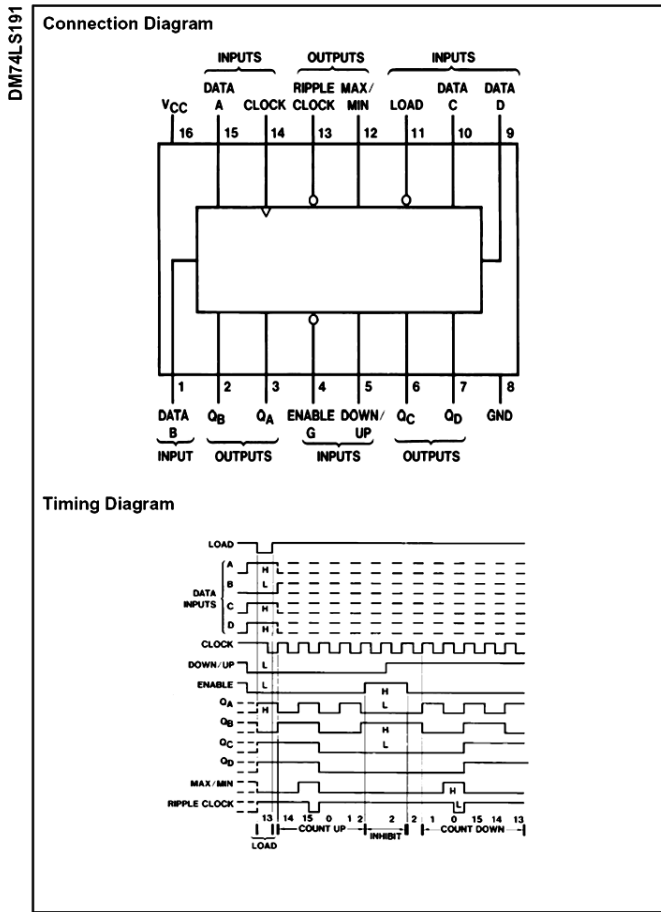 DM74LS191
Connection Diagram
INPUTS OUTPUTS INPUTS
DATA RIPPLE MAX/ DATA DATA
VCC A CLOCK CLOCK MIN LOAD C D
16 15 14 13 12 11 10 9
1 2 3 4 5 6 7 8
DATA QB QA ENABLE DOWN/ QC QD GND
B G UP
INPUT OUTPUTS INPUTS OUTPUTS
Timing Diagram
LOAD
A H
B L
DATA
INPUTS
C H
D H
CLOCK
DOWN/UP L
ENABLE L H
QA H L
QB H
QC L
QD
MAX/MIN H
RIPPLE CLOCK L
13 14 15 0 1 2 2 2 1 0 15 14 13
COUNT UP INHIBIT COUNT DOWN
LOAD